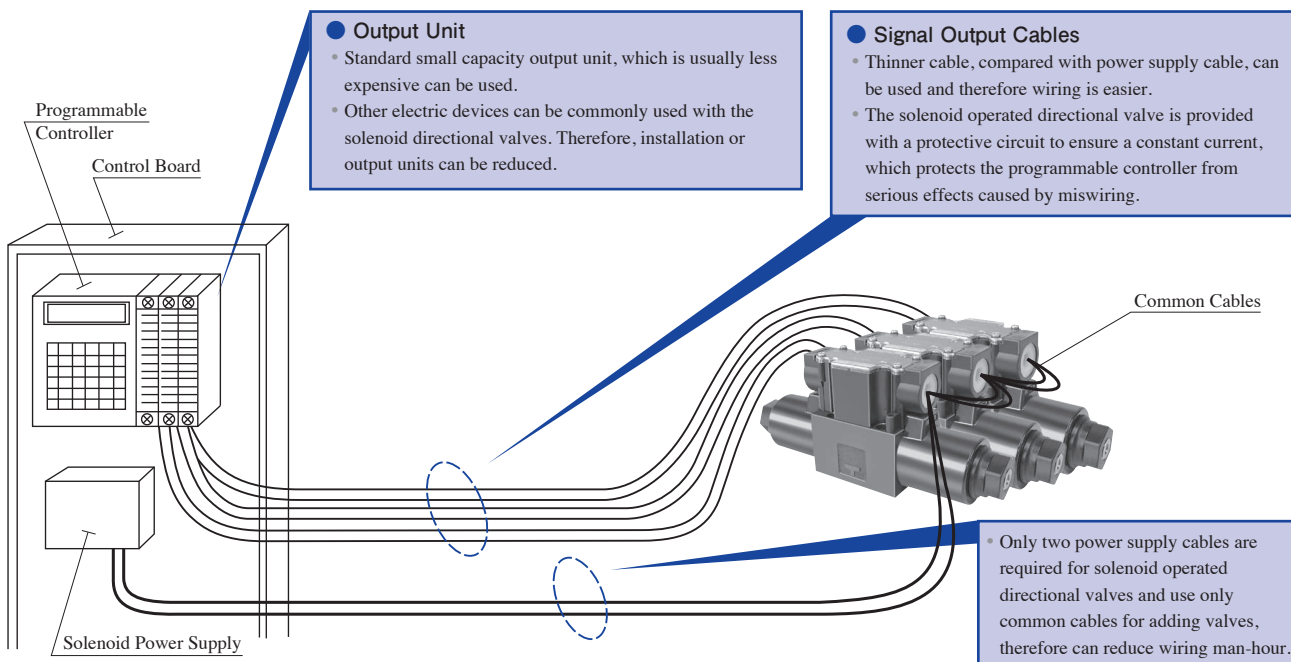 Output Unit
• Standard small capacity output unit, which is usually less
expensive can be used.
• Other electric devices can be commonly used with the
solenoid directional valves. Therefore, installation or
output units can be reduced.
Signal Output Cables
• Thinner cable, compared with power supply cable, can
be used and therefore wiring is easier.
• The solenoid operated directional valve is provided
with a protective circuit to ensure a constant current,
which protects the programmable controller from
serious effects caused by miswiring.
Programmable
Controller
Control Board
Common Cables
• Only two power supply cables are
required for solenoid operated
directional valves and use only
common cables for adding valves,
therefore can reduce wiring man-hour.
Solenoid Power Supply